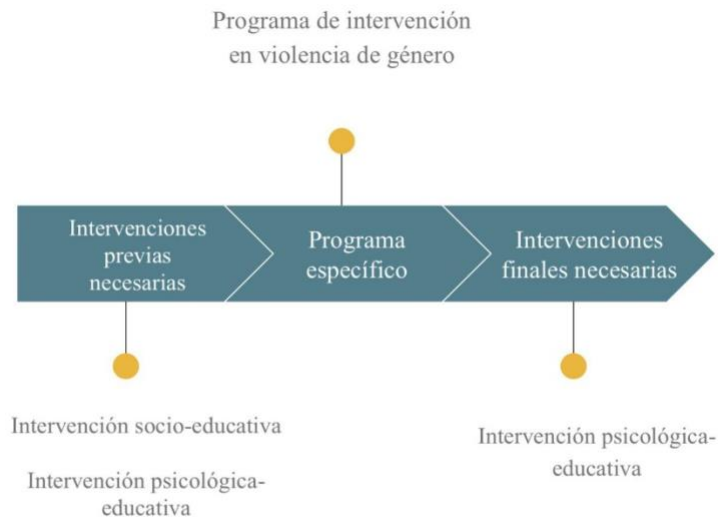 Programa de intervención
en violencia de género
Intervenciones
previas
necesarias
Programa
específico
Intervenciones
finales necesarias
Intervención socio-educativa
Intervención psicológica-
educativa
Intervención psicológica-
educativa